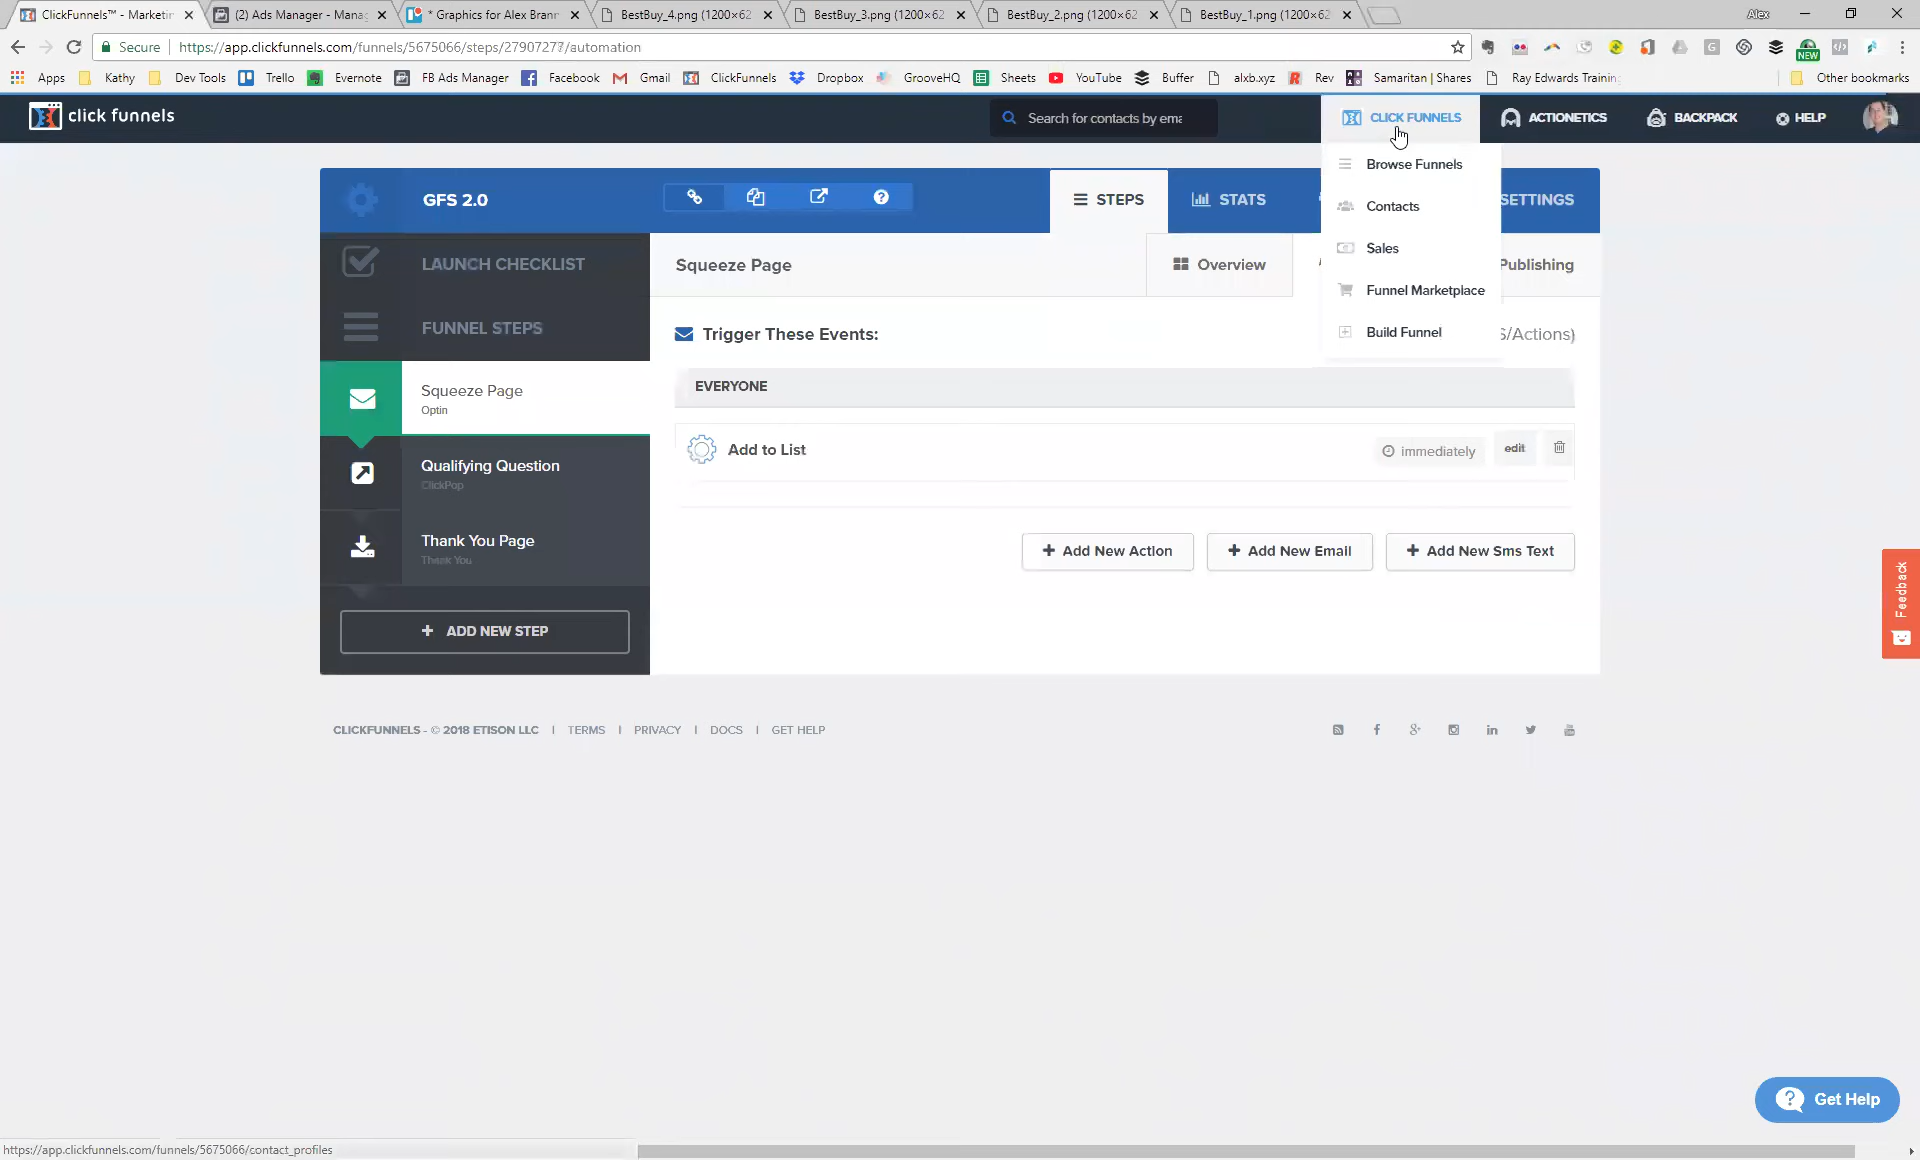 ClickFunnels™ - Marketin
(2) Ads Manager - Manag
* Graphics for Alex Brann
BestBuy_4.png (1200×62
BestBuy_3.png (1200×62
BestBuy_2.png (1200×62
BestBuy_1.png (1200×62
Alex
Secure
https://app.clickfunnels.com/funnels/5675066/steps/27907277/automation
NEW
Apps
Kathy
Dev Tools
Trello
Evernote
FB Ads Manager
Facebook
Gmail
ClickFunnels
Dropbox
GrooveHQ
Sheets
YouTube
Buffer
alxb.xyz
Rev
Samaritan | Shares
Ray Edwards Training
Other bookmarks
click funnels
Search for contacts by ema
CLICK FUNNELS
ACTIONETICS
BACKPACK
HELP
Browse Funnels
Contacts
Sales
Funnel Marketplace
Build Funnel
GFS 2.0
STEPS
STATS
SETTINGS
LAUNCH CHECKLIST
FUNNEL STEPS
Squeeze Page
Optin
Qualifying Question
ClickPop
Thank You Page
Thank You
+ ADD NEW STEP
Squeeze Page
Overview
Publishing
Trigger These Events:
S/Actions)
EVERYONE
Add to List
immediately
edit
+ Add New Action
+ Add New Email
+ Add New Sms Text
Feedback
CLICKFUNNELS - © 2018 ETISON LLC | TERMS | PRIVACY | DOCS | GET HELP
Get Help
https://app.clickfunnels.com/funnels/5675066/contact_profiles